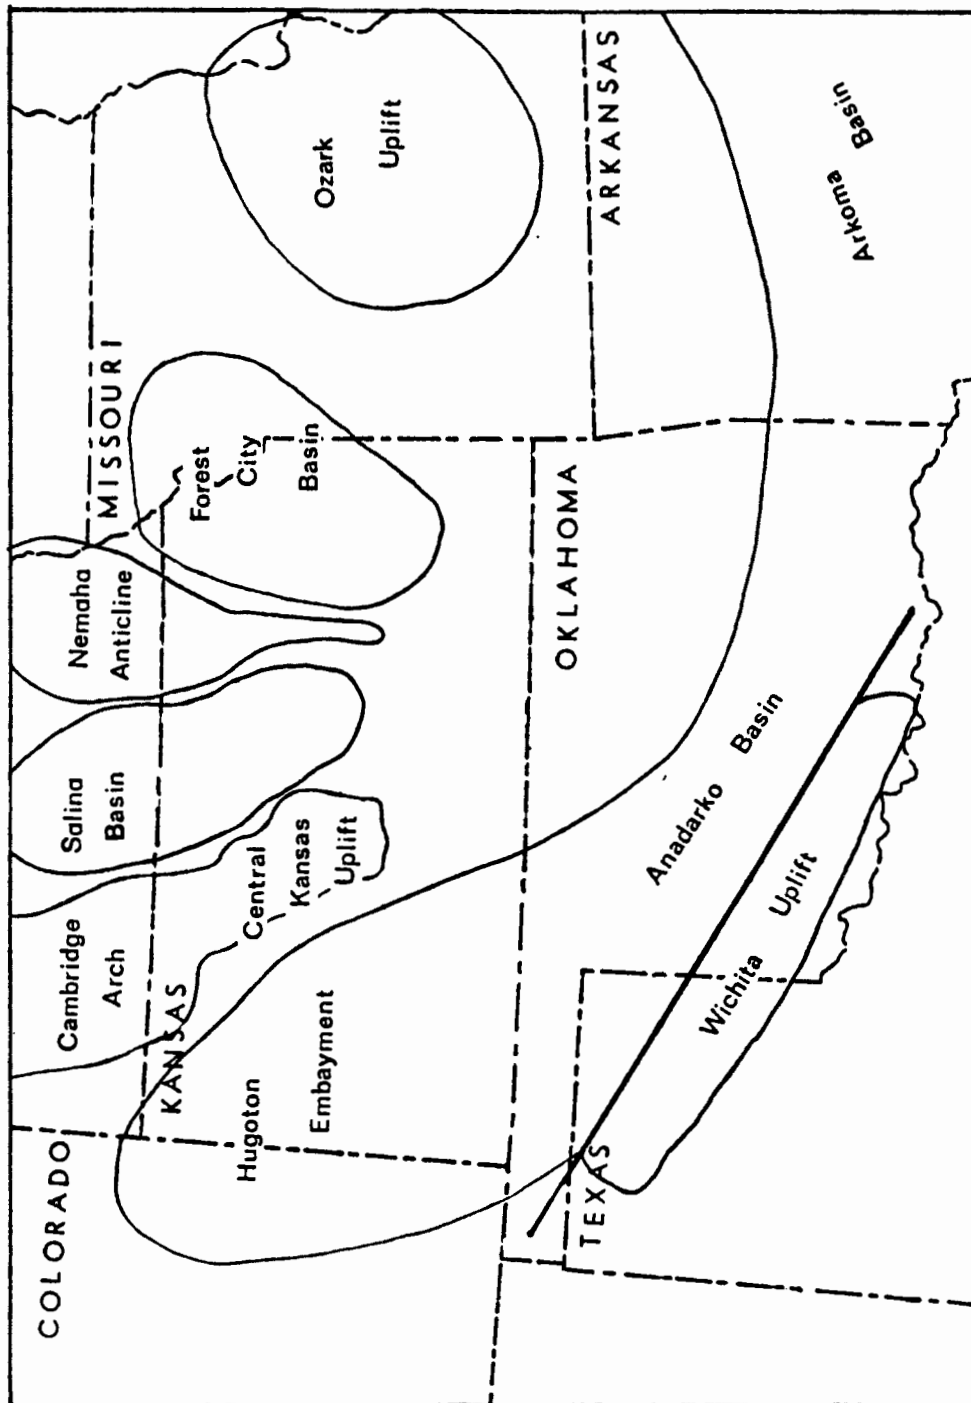 COLORADO
KANSAS
MISSOURI
Cambridge
Arch
Salina
Basin
Nemaha
Anticline
Forest
City
Basin
Ozark
Uplift
Central
Kansas
Uplift
Hugoton
Embayment
TEXAS
OKLAHOMA
ARKANSAS
Anadarko Basin
Wichita Uplift
Arkoma Basin